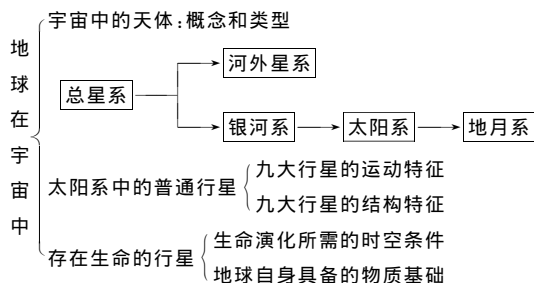 地球在宇宙中
宇宙中的天体:概念和类型
总星系
河外星系
银河系
太阳系
地月系
太阳系中的普通行星
九大行星的运动特征
九大行星的结构特征
存在生命的行星
生命演化所需的时空条件
地球自身具备的物质基础